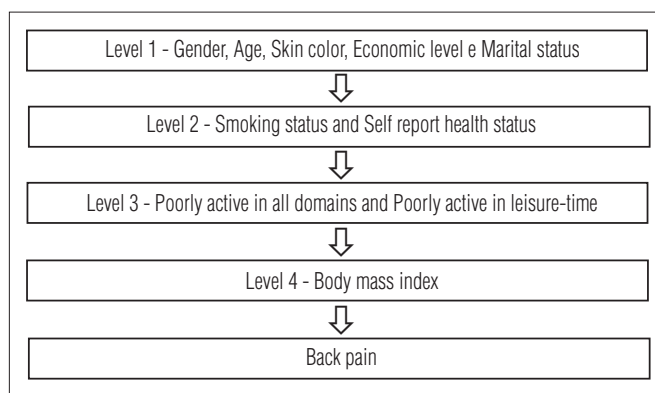 Level 1 - Gender, Age, Skin color, Economic level e Marital status
Level 2 - Smoking status and Self report health status
Level 3 - Poorly active in all domains and Poorly active in leisure-time
Level 4 - Body mass index
Back pain